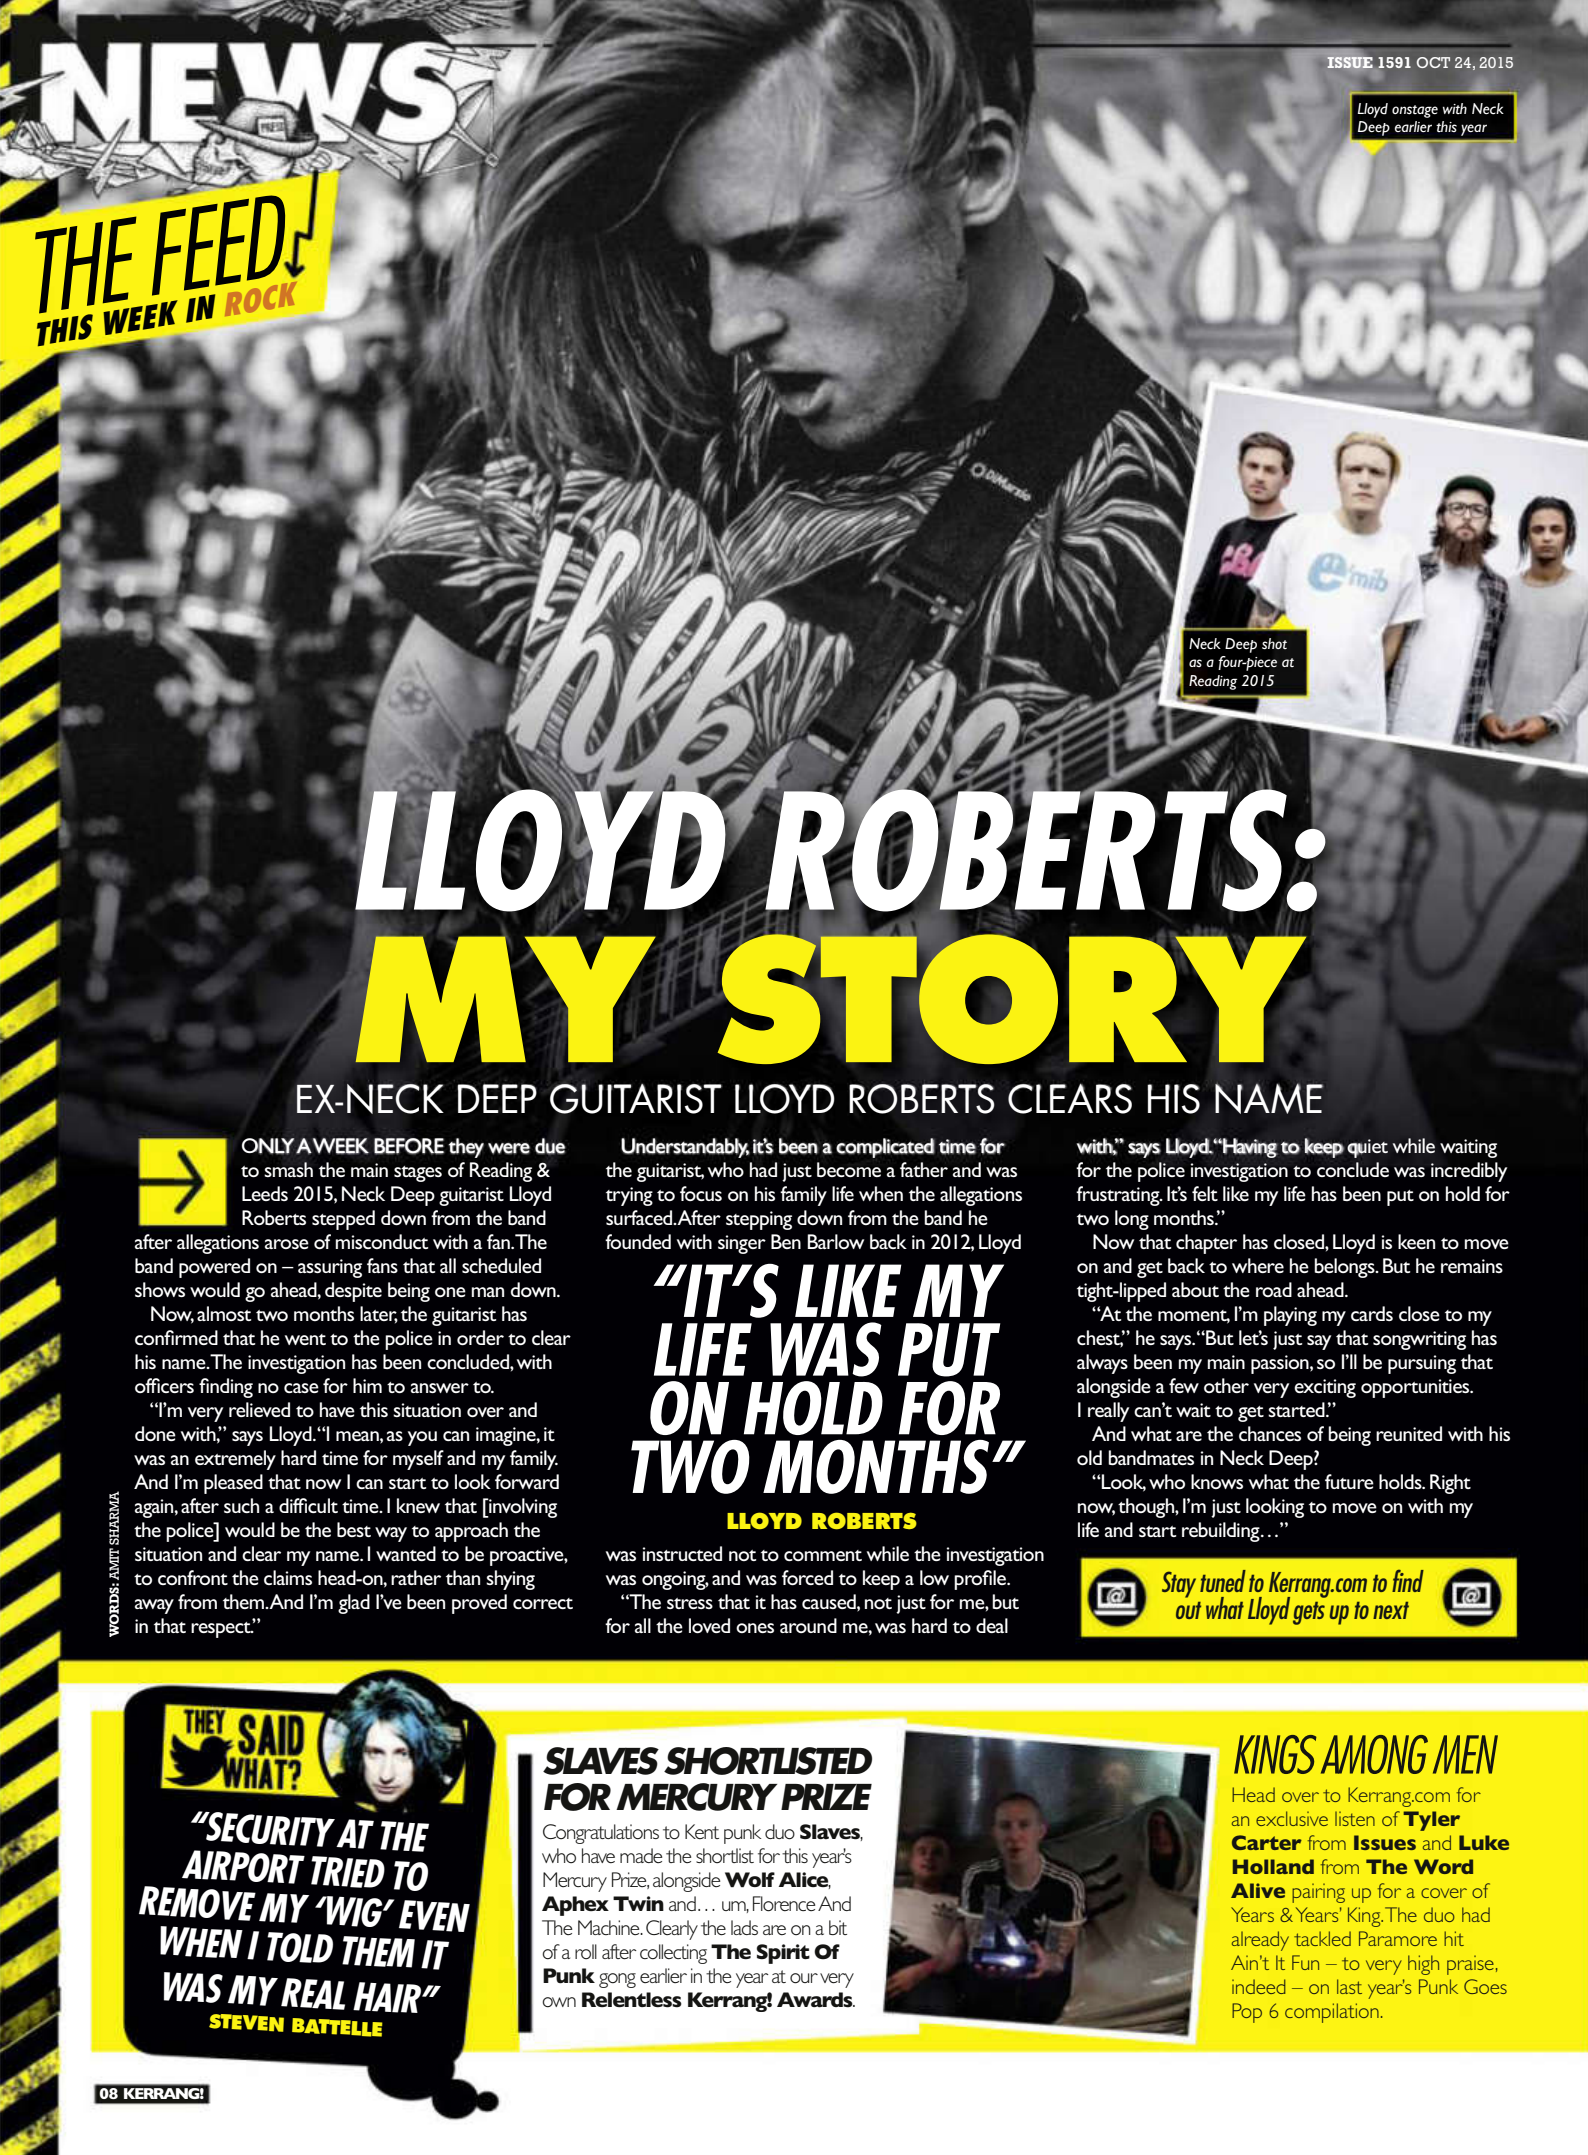 NEWS
PRESS
THE FEED
THIS WEEK IN ROCK
ISSUE 1591 OCT 24, 2015
Lloyd onstage with Neck
Deep earlier this year
DiMarzio
Neck Deep shot
as a four-piece at
Reading 2015
LLOYD ROBERTS:
MY STORY
EX-NECK DEEP GUITARIST LLOYD ROBERTS CLEARS HIS NAME
ONLY A WEEK BEFORE they were due
to smash the main stages of Reading &
Leeds 2015, Neck Deep guitarist Lloyd
Roberts stepped down from the band
after allegations arose of misconduct with a fan. The
band powered on – assuring fans that all scheduled
shows would go ahead, despite being one man down.
Now, almost two months later, the guitarist has
confirmed that he went to the police in order to clear
his name. The investigation has been concluded, with
officers finding no case for him to answer to.
“I’m very relieved to have this situation over and
done with,” says Lloyd. “I mean, as you can imagine, it
was an extremely hard time for myself and my family.
And I’m pleased that now I can start to look forward
again, after such a difficult time. I knew that [involving
the police] would be the best way to approach the
situation and clear my name. I wanted to be proactive,
to confront the claims head-on, rather than shying
away from them. And I’m glad I’ve been proved correct
in that respect.”
WORDS: AMIT SHARMA
Understandably, it’s been a complicated time for
the guitarist, who had just become a father and was
trying to focus on his family life when the allegations
surfaced. After stepping down from the band he
founded with singer Ben Barlow back in 2012, Lloyd
“IT’S LIKE MY
LIFE WAS PUT
ON HOLD FOR
TWO MONTHS”
LLOYD ROBERTS
was instructed not to comment while the investigation
was ongoing, and was forced to keep a low profile.
“The stress that it has caused, not just for me, but
for all the loved ones around me, was hard to deal
with,” says Lloyd. “Having to keep quiet while waiting
for the police investigation to conclude was incredibly
frustrating. It’s felt like my life has been put on hold for
two long months.”
Now that chapter has closed, Lloyd is keen to move
on and get back to where he belongs. But he remains
tight-lipped about the road ahead.
“At the moment, I’m playing my cards close to my
chest,” he says. “But let’s just say that songwriting has
always been my main passion, so I’ll be pursuing that
alongside a few other very exciting opportunities.
I really can’t wait to get started.”
And what are the chances of being reunited with his
old bandmates in Neck Deep?
“Look, who knows what the future holds. Right
now, though, I’m just looking to move on with my
life and start rebuilding…”
Stay tuned to Kerrang.com to find
out what Lloyd gets up to next
THEY SAID
WHAT?
“SECURITY AT THE
AIRPORT TRIED TO
REMOVE MY ‘WIG’ EVEN
WHEN I TOLD THEM IT
WAS MY REAL HAIR”
STEVEN BATTELLE
SLAVES SHORTLISTED
FOR MERCURY PRIZE
Congratulations to Kent punk duo Slaves,
who have made the shortlist for this year’s
Mercury Prize, alongside Wolf Alice,
Aphex Twin and… um, Florence And
The Machine. Clearly the lads are on a bit
of a roll after collecting The Spirit Of
Punk gong earlier in the year at our very
own Relentless Kerrang! Awards.
KINGS AMONG MEN
Head over to Kerrang.com for
an exclusive listen of Tyler
Carter from Issues and Luke
Holland from The Word
Alive pairing up for a cover of
Years & Years’ King. The duo had
already tackled Paramore hit
Ain’t It Fun – to very high praise,
indeed – on last year’s Punk Goes
Pop 6 compilation.
08 KERRANG!